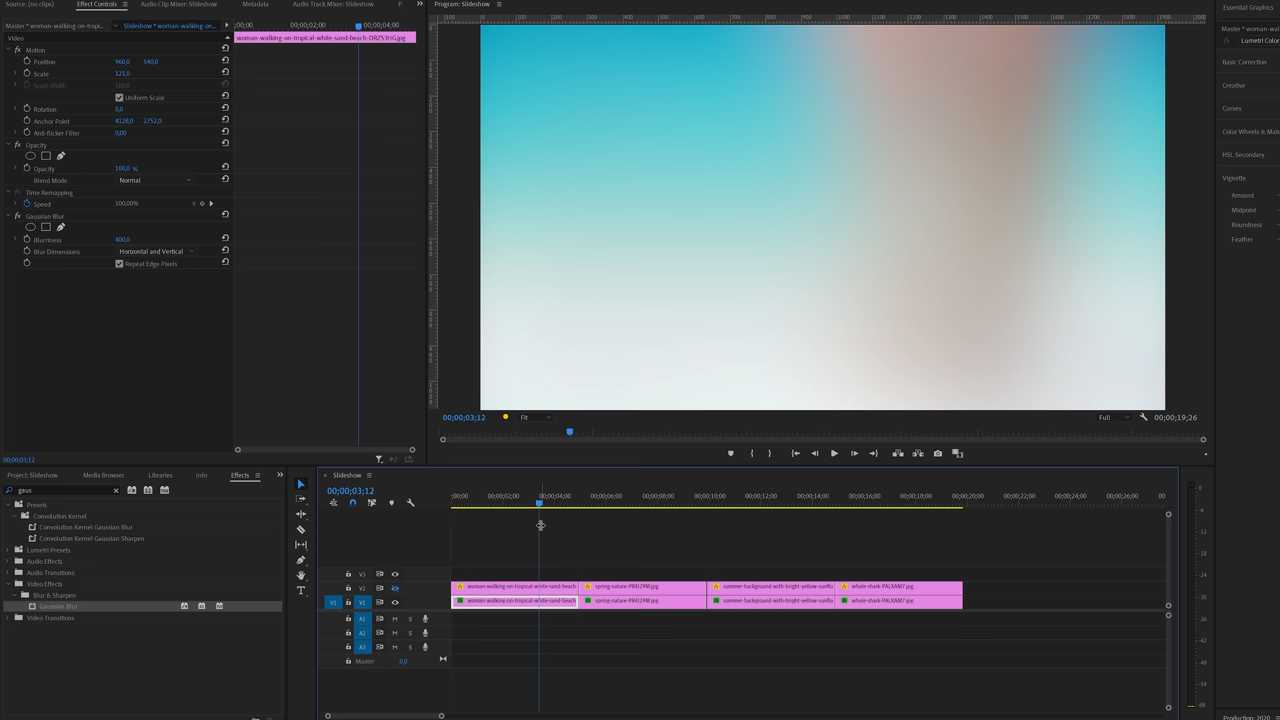 Source: (no clips)
Effect Controls
Audio Clip Mixer: Slideshow
Metadata
Audio Track Mixer: Slideshow
P
Program: Slideshow
Essential Graphics
Master * woman-walking-on-tropi...
Slideshow * woman-walking-on...
;00;00
00;00;02;00
00;00;04;00
Master * woman-wal
Video
woman-walking-on-tropical-white-sand-beach-DRZ53HG.jpg
Lumetri Color
Motion
Position
960,0
540,0
Basic Correction
Scale
121,0
Scale Width
100,0
Creative
Uniform Scale
Rotation
0,0
Curves
Anchor Point
4128,0
2752,0
Anti-flicker Filter
0,00
Color Wheels & Mat
Opacity
HSL Secondary
Opacity
100,0 %
Blend Mode
Normal
Vignette
Time Remapping
Amount
Speed
100,00%
Midpoint
Gaussian Blur
Roundness
Blurriness
400,0
Feather
Blur Dimensions
Horizontal and Vertical
Repeat Edge Pixels
00;00;03;12
Fit
Full
00;00;19;26
00;00;03;12
Project: Slideshow
Media Browser
Libraries
Info
Effects
Slideshow
gaus
00;00;03;12
;00;00
00;00;02;00
00;00;04;00
00;00;06;00
00;00;08;00
00;00;10;00
00;00;12;00
00;00;14;00
00;00;16;00
00;00;18;00
00;00;20;00
00;00;22;00
00;00;24;00
00;00;26;00
00
Presets
Convolution Kernel
Convolution Kernel Gaussian Blur
Convolution Kernel Gaussian Sharpen
Lumetri Presets
Audio Effects
Audio Transitions
Video Effects
Blur & Sharpen
Gaussian Blur
Video Transitions
V3
V2
woman-walking-on-tropical-white-sand-beach
spring-nature-PR4JZ9M.jpg
summer-background-with-bright-yellow-sunflo
whale-shark-PALXAM7.jpg
V1
V1
woman-walking-on-tropical-white-sand-beach
spring-nature-PR4JZ9M.jpg
summer-background-with-bright-yellow-sunflo
whale-shark-PALXAM7.jpg
A1
M
S
A2
M
S
A3
M
S
Master
0,0
Production: 2020